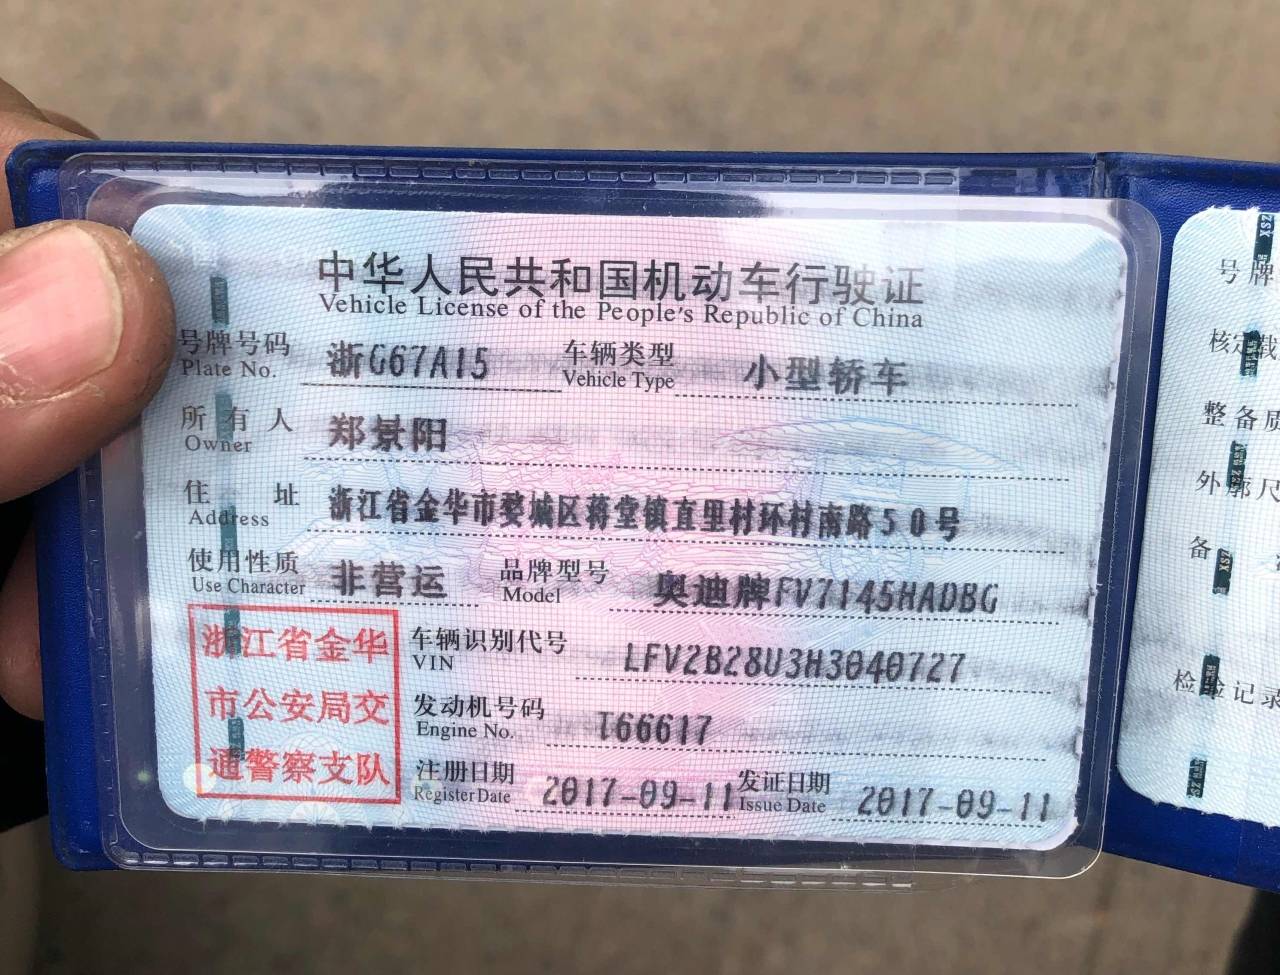 中华人民共和国机动车行驶证
Vehicle License of the People's Republic of China
号牌号码 浙G67A15 车辆类型 小型轿车
Plate No. Vehicle Type
所有人 郑景阳
Owner
住址 浙江省金华市婺城区蒋堂镇直里村环村南路50号
Address
使用性质 非营运 品牌型号 奥迪牌FV7145HADBG
Use Character Model
浙江省金华
市公安局交
通警察支队
车辆识别代号 LFV2B28U3H3040727
VIN
发动机号码 T66617
Engine No.
注册日期 2017-09-11 发证日期 2017-09-11
Register Date Issue Date
号牌
核定载
整备质
外廓尺
备
检验记录